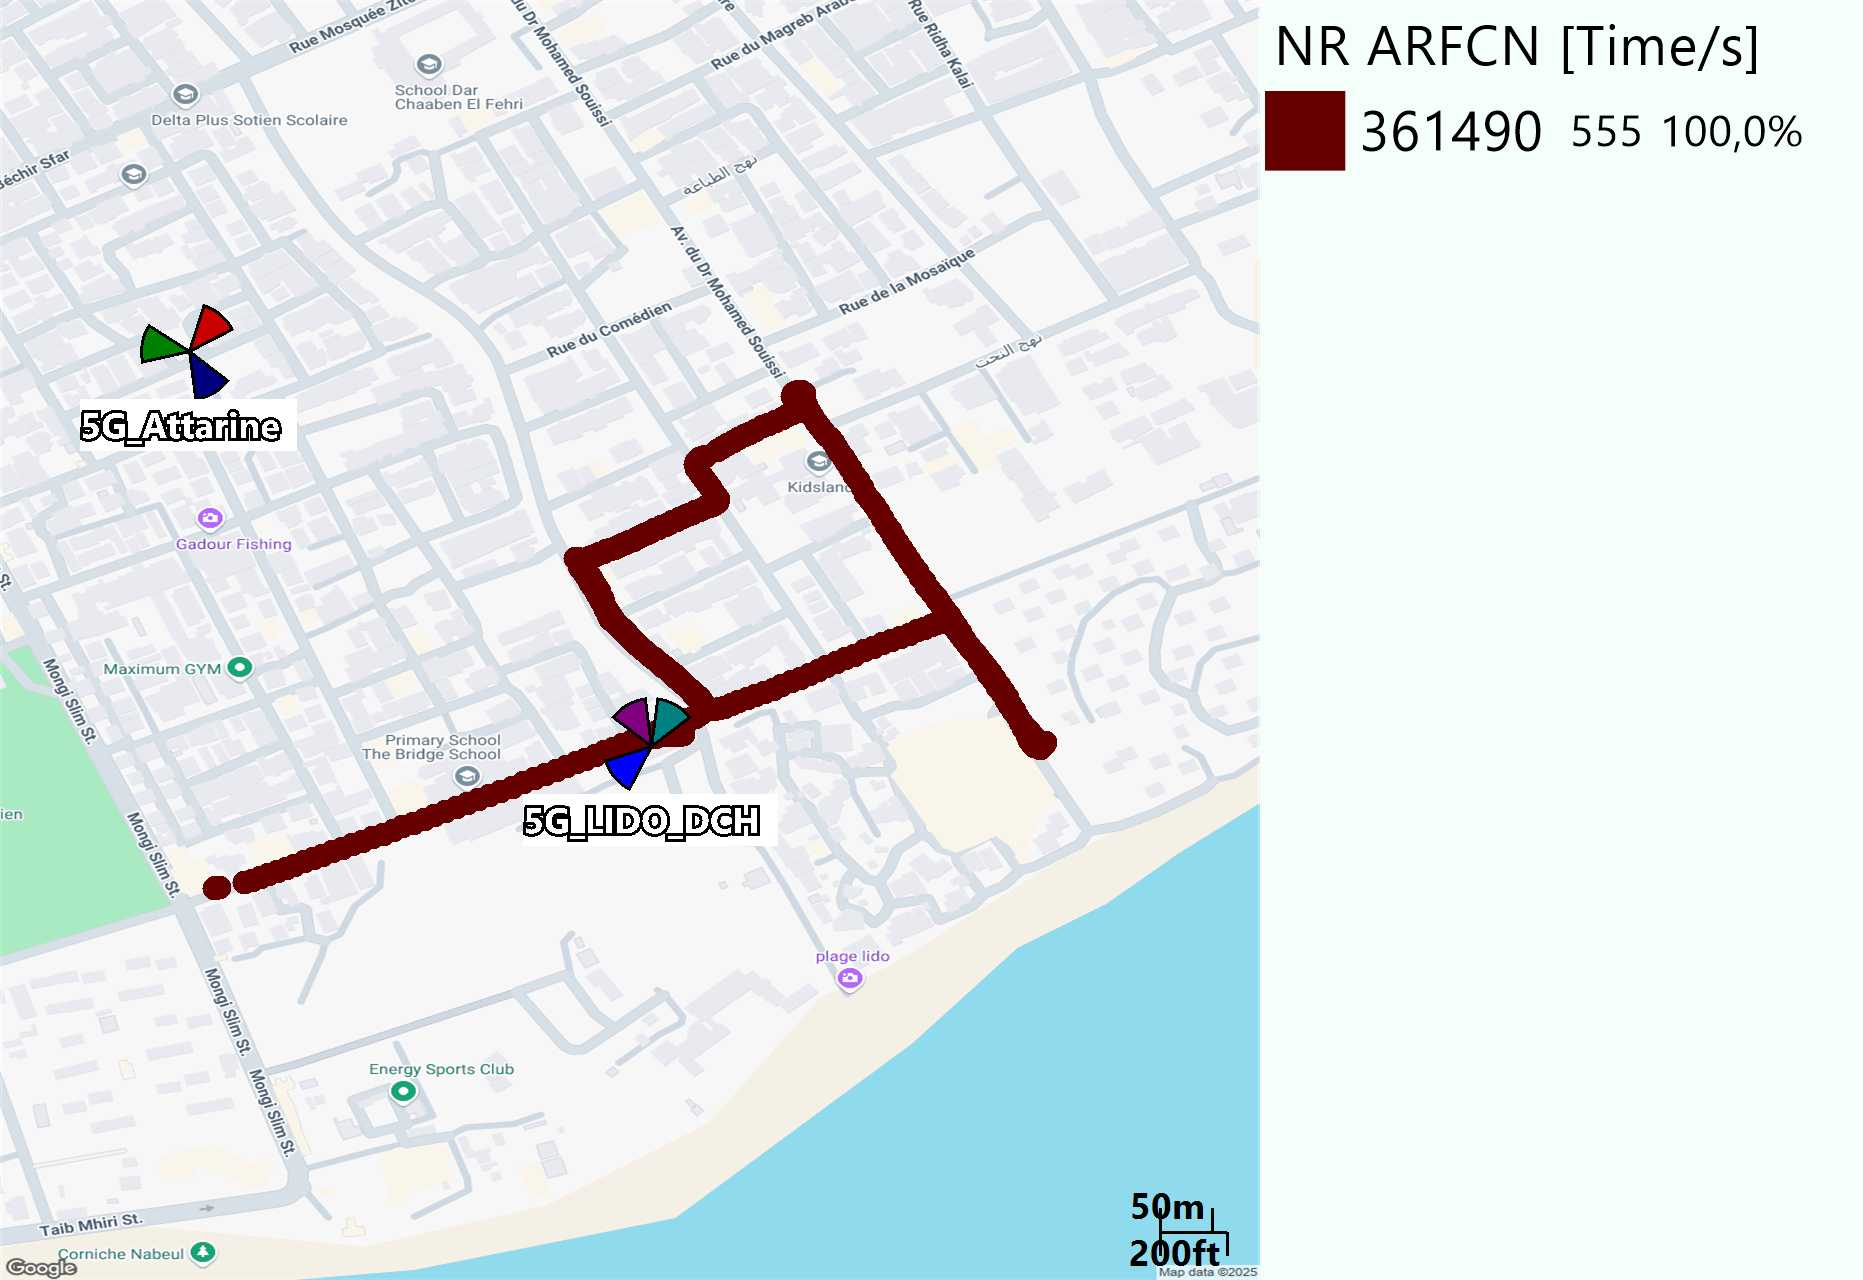 NR ARFCN [Time/s]
361490 555 100,0%
Rue Mosquée Zit
du Dr Mohamed Souissi
Rue du Magreb Arabe
Rue Ridha Kalai
School Dar
Chaaben El Fehri
Delta Plus Sotien Scolaire
Béchir Sfar
نهج الطباعة
Av. du Dr Mohamed Souissi
Rue de la Mosaïque
Rue du Comédien
نهج النحت
5G_Attarine
Kidsland
Gadour Fishing
St.
Maximum GYM
Mongi Slim St.
Primary School
The Bridge School
5G_LIDO_DCH
ien
Mongi Slim St.
plage lido
Mongi Slim St.
Energy Sports Club
Mongi Slim St.
50m
200ft
Taib Mhiri St.
Corniche Nabeul
Google
Map data ©2025